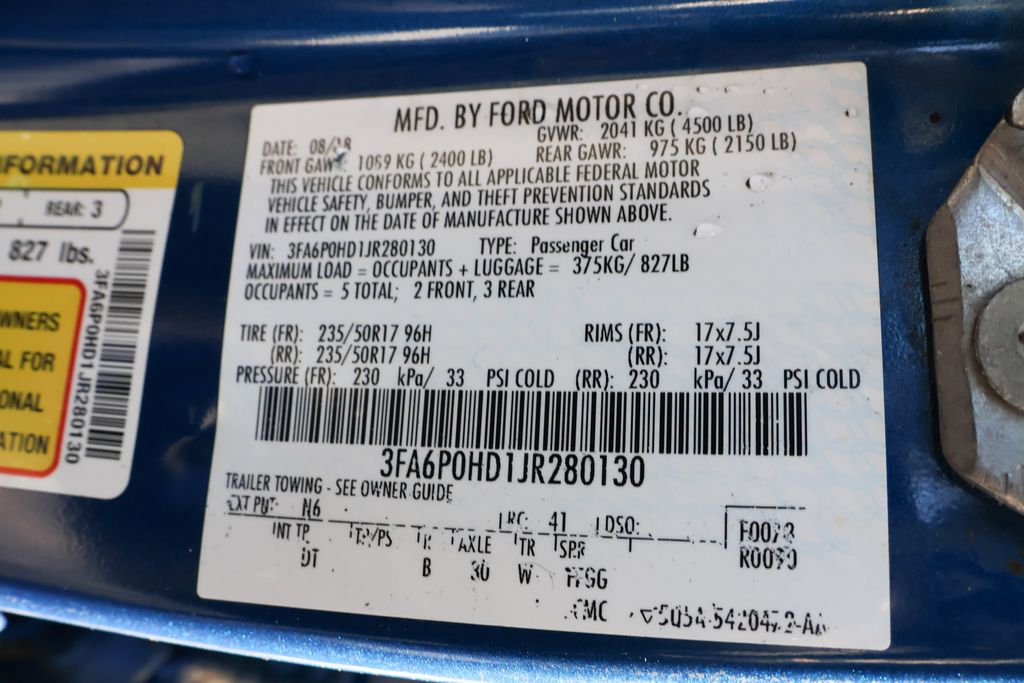 NFORMATION
REAR: 3
827 lbs.
WNERS
AL FOR
ONAL
ATION
3FA6P0HD1JR280130
MFD. BY FORD MOTOR CO.
DATE: 08/18 GVWR: 2041 KG ( 4500 LB)
FRONT GAWR: 1089 KG ( 2400 LB) REAR GAWR: 975 KG ( 2150 LB)
THIS VEHICLE CONFORMS TO ALL APPLICABLE FEDERAL MOTOR
VEHICLE SAFETY, BUMPER, AND THEFT PREVENTION STANDARDS
IN EFFECT ON THE DATE OF MANUFACTURE SHOWN ABOVE.
VIN: 3FA6P0HD1JR280130 TYPE: Passenger Car
MAXIMUM LOAD = OCCUPANTS + LUGGAGE = 375KG/ 827LB
OCCUPANTS = 5 TOTAL; 2 FRONT, 3 REAR
TIRE (FR): 235/50R17 96H RIMS (FR): 17x7.5J
(RR): 235/50R17 96H (RR): 17x7.5J
PRESSURE (FR): 230 kPa/ 33 PSI COLD (RR): 230 kPa/ 33 PSI COLD
3FA6P0HD1JR280130
TRAILER TOWING - SEE OWNER GUIDE
EXT PNT: N6 RC: 41 DSO:
INT TR TP/PS R AXLE TR SPR
DT B 30 W